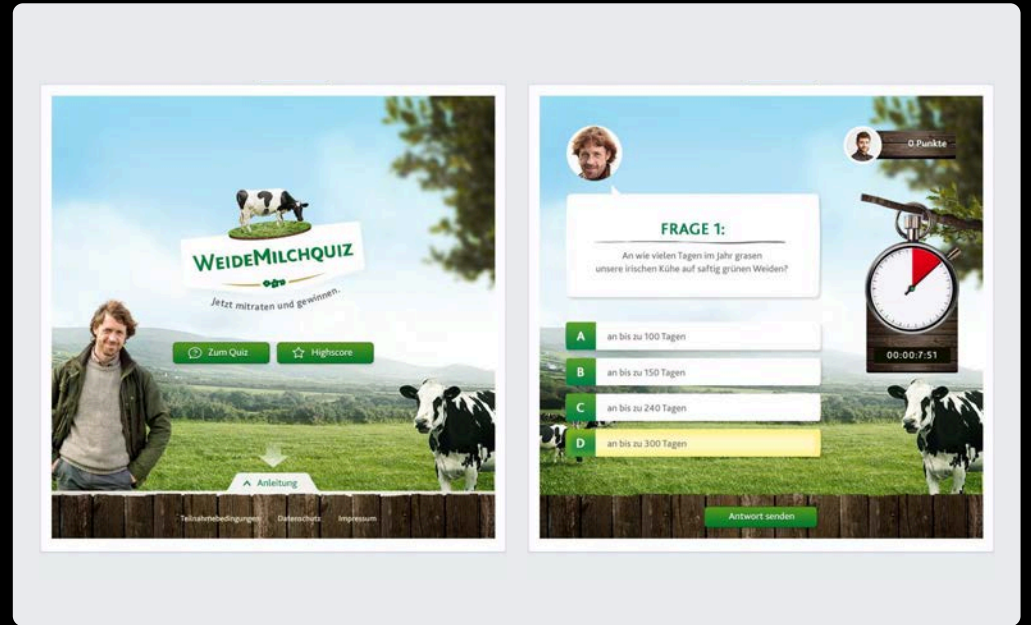 WEIDEMILCHQUIZ
Jetzt mitraten und gewinnen.
Zum Quiz
Highscore
Anleitung
Teilnahmebedingungen Datenschutz Impressum
0 Punkte
FRAGE 1:
An wie vielen Tagen im Jahr grasen
unsere irischen Kühe auf saftig grünen Weiden?
A an bis zu 100 Tagen
B an bis zu 150 Tagen
C an bis zu 240 Tagen
D an bis zu 300 Tagen
00:00:7:51
Antwort senden